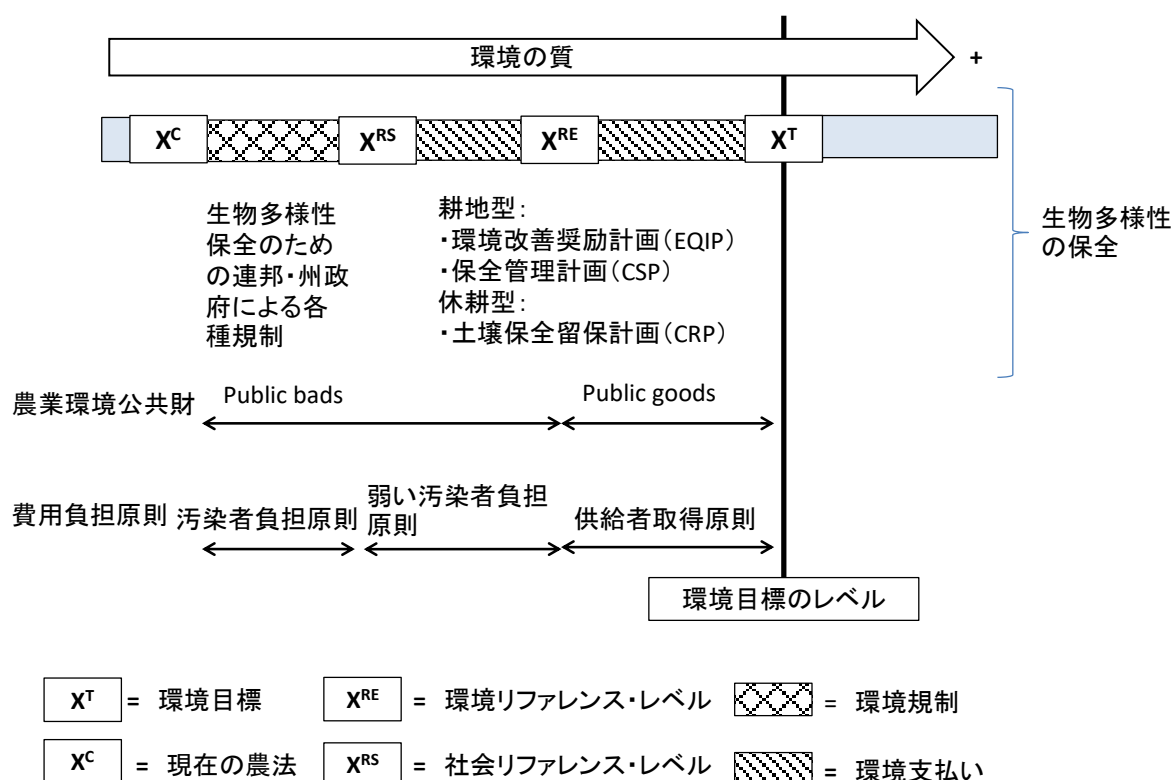 環境の質
+
X^C
X^RS
X^RE
X^T
生物多様性
保全のため
の連邦・州政
府による各
種規制
耕地型：
・環境改善奨励計画（EQIP）
・保全管理計画（CSP）
休耕型：
・土壌保全留保計画（CRP）
生物多様性
の保全
農業環境公共財
Public bads
Public goods
費用負担原則
汚染者負担原則
弱い汚染者負担
原則
供給者取得原則
環境目標のレベル
X^T = 環境目標
X^RE = 環境リファレンス・レベル
= 環境規制
X^C = 現在の農法
X^RS = 社会リファレンス・レベル
= 環境支払い